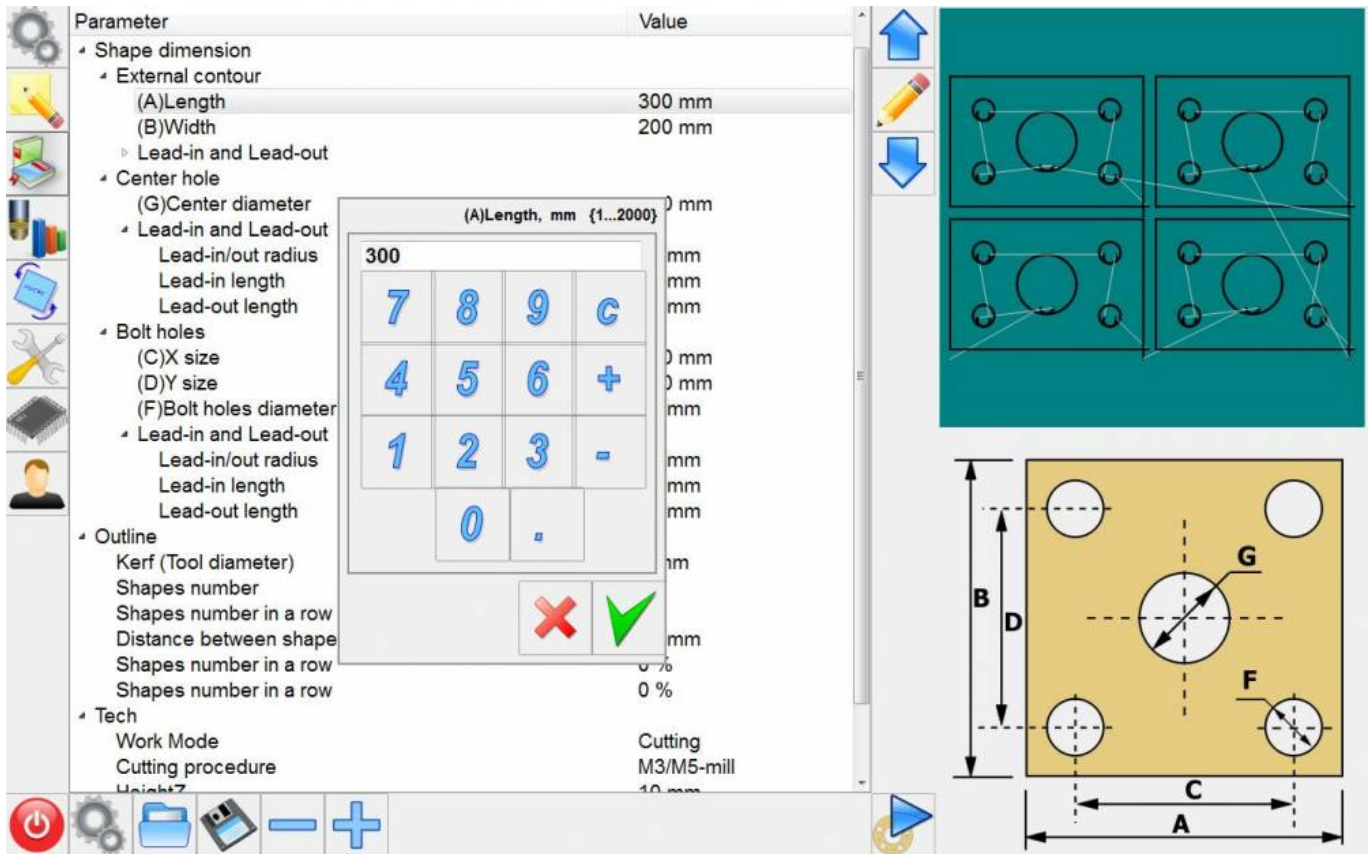 Parameter Value
Shape dimension
External contour
(A)Length 300 mm
(B)Width 200 mm
Lead-in and Lead-out
Center hole
(G)Center diameter mm
Lead-in and Lead-out
Lead-in/out radius mm
Lead-in length mm
Lead-out length mm
Bolt holes
(C)X size mm
(D)Y size mm
(F)Bolt holes diameter mm
Lead-in and Lead-out
Lead-in/out radius mm
Lead-in length mm
Lead-out length mm
Outline
Kerf (Tool diameter)
Shapes number
Shapes number in a row
Distance between shape mm
Shapes number in a row 0 %
Shapes number in a row 0 %
Tech
Work Mode Cutting
Cutting procedure M3/M5-mill
HeightZ 10 mm
(A)Length, mm {1...2000}
300
7 8 9 c
4 5 6 +
1 2 3 -
0 .
myCNC
G
B
D
F
C
A